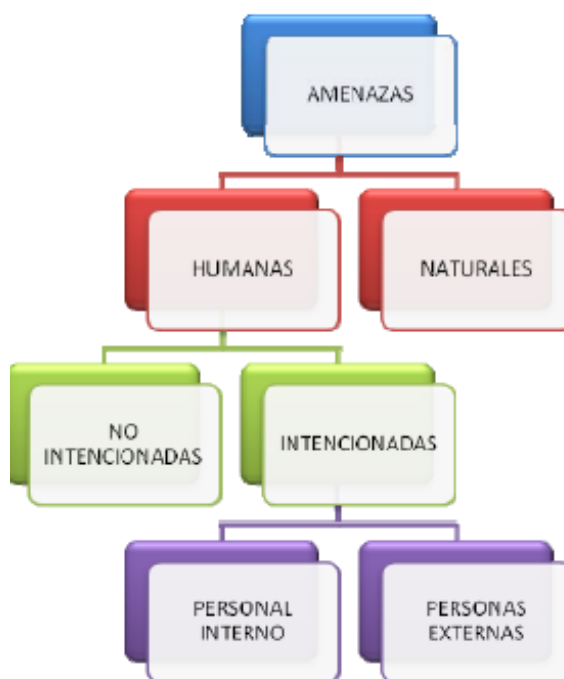 AMENAZAS
HUMANAS
NATURALES
NO
INTENCIONADAS
INTENCIONADAS
PERSONAL
INTERNO
PERSONAS
EXTERNAS